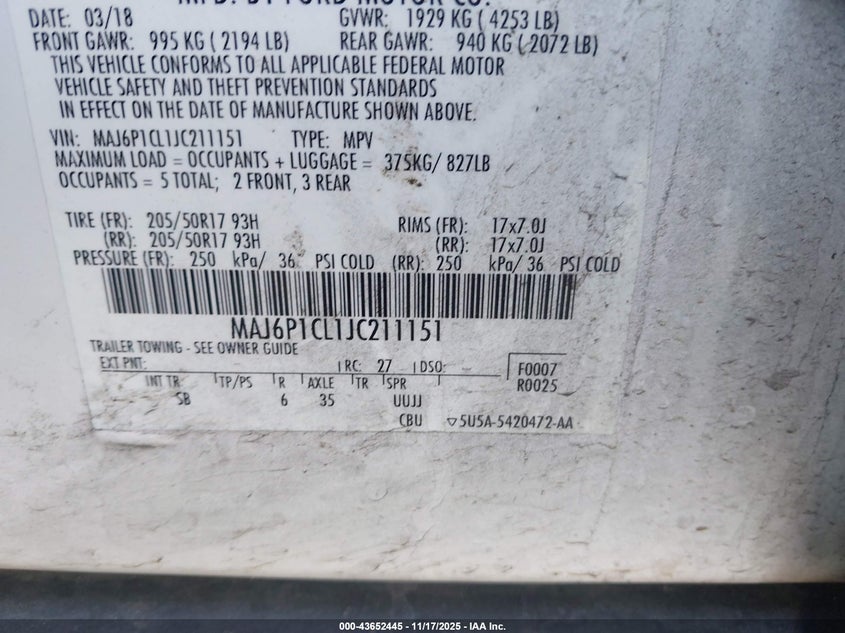 MFD. BY FORD MOTOR CO.
DATE: 03/18 GVWR: 1929 KG ( 4253 LB)
FRONT GAWR: 995 KG ( 2194 LB) REAR GAWR: 940 KG ( 2072 LB)
THIS VEHICLE CONFORMS TO ALL APPLICABLE FEDERAL MOTOR
VEHICLE SAFETY AND THEFT PREVENTION STANDARDS
IN EFFECT ON THE DATE OF MANUFACTURE SHOWN ABOVE.
VIN: MAJ6P1CL1JC211151 TYPE: MPV
MAXIMUM LOAD = OCCUPANTS + LUGGAGE = 375KG/ 827LB
OCCUPANTS = 5 TOTAL; 2 FRONT, 3 REAR
TIRE (FR): 205/50R17 93H RIMS (FR): 17x7.0J
(RR): 205/50R17 93H (RR): 17x7.0J
PRESSURE (FR): 250 kPa/ 36 PSI COLD (RR): 250 kPa/ 36 PSI COLD
MAJ6P1CL1JC211151
TRAILER TOWING - SEE OWNER GUIDE
EXT PNT: RC: 27 DSO: F0007
INT TR TP/PS R AXLE TR SPR R0025
SB 6 35 UUJJ
CBU 5U5A-5420472-AA
000-43652445 - 11/17/2025 - IAA Inc.